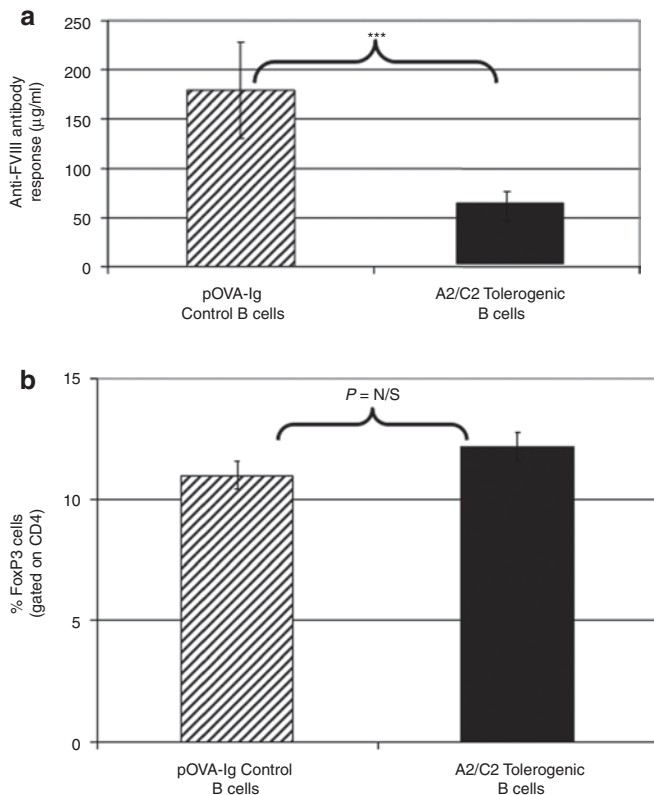 a
***
250
200
150
100
50
0
Anti-FVIII antibody
response (µg/ml)
pOVA-Ig
Control B cells
A2/C2 Tolerogenic
B cells
b
P = N/S
15
10
5
0
% FoxP3 cells
(gated on CD4)
pOVA-Ig Control
B cells
A2/C2 Tolerogenic
B cells